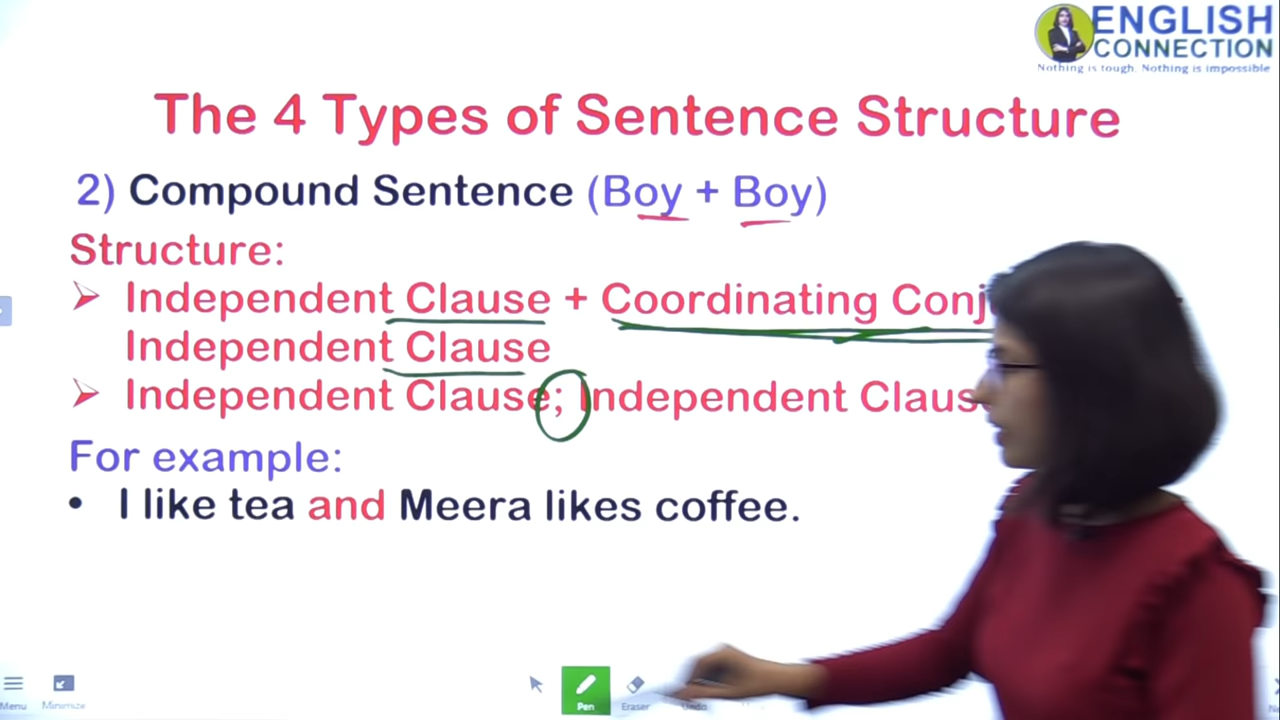 ENGLISH
CONNECTION
Nothing is tough. Nothing is impossible
The 4 Types of Sentence Structure
2) Compound Sentence (Boy + Boy)
Structure:
➢ Independent Clause + Coordinating Conj
Independent Clause
➢ Independent Clause; Independent Claus
For example:
• I like tea and Meera likes coffee.
Menu Minimize Pen Eraser Undo